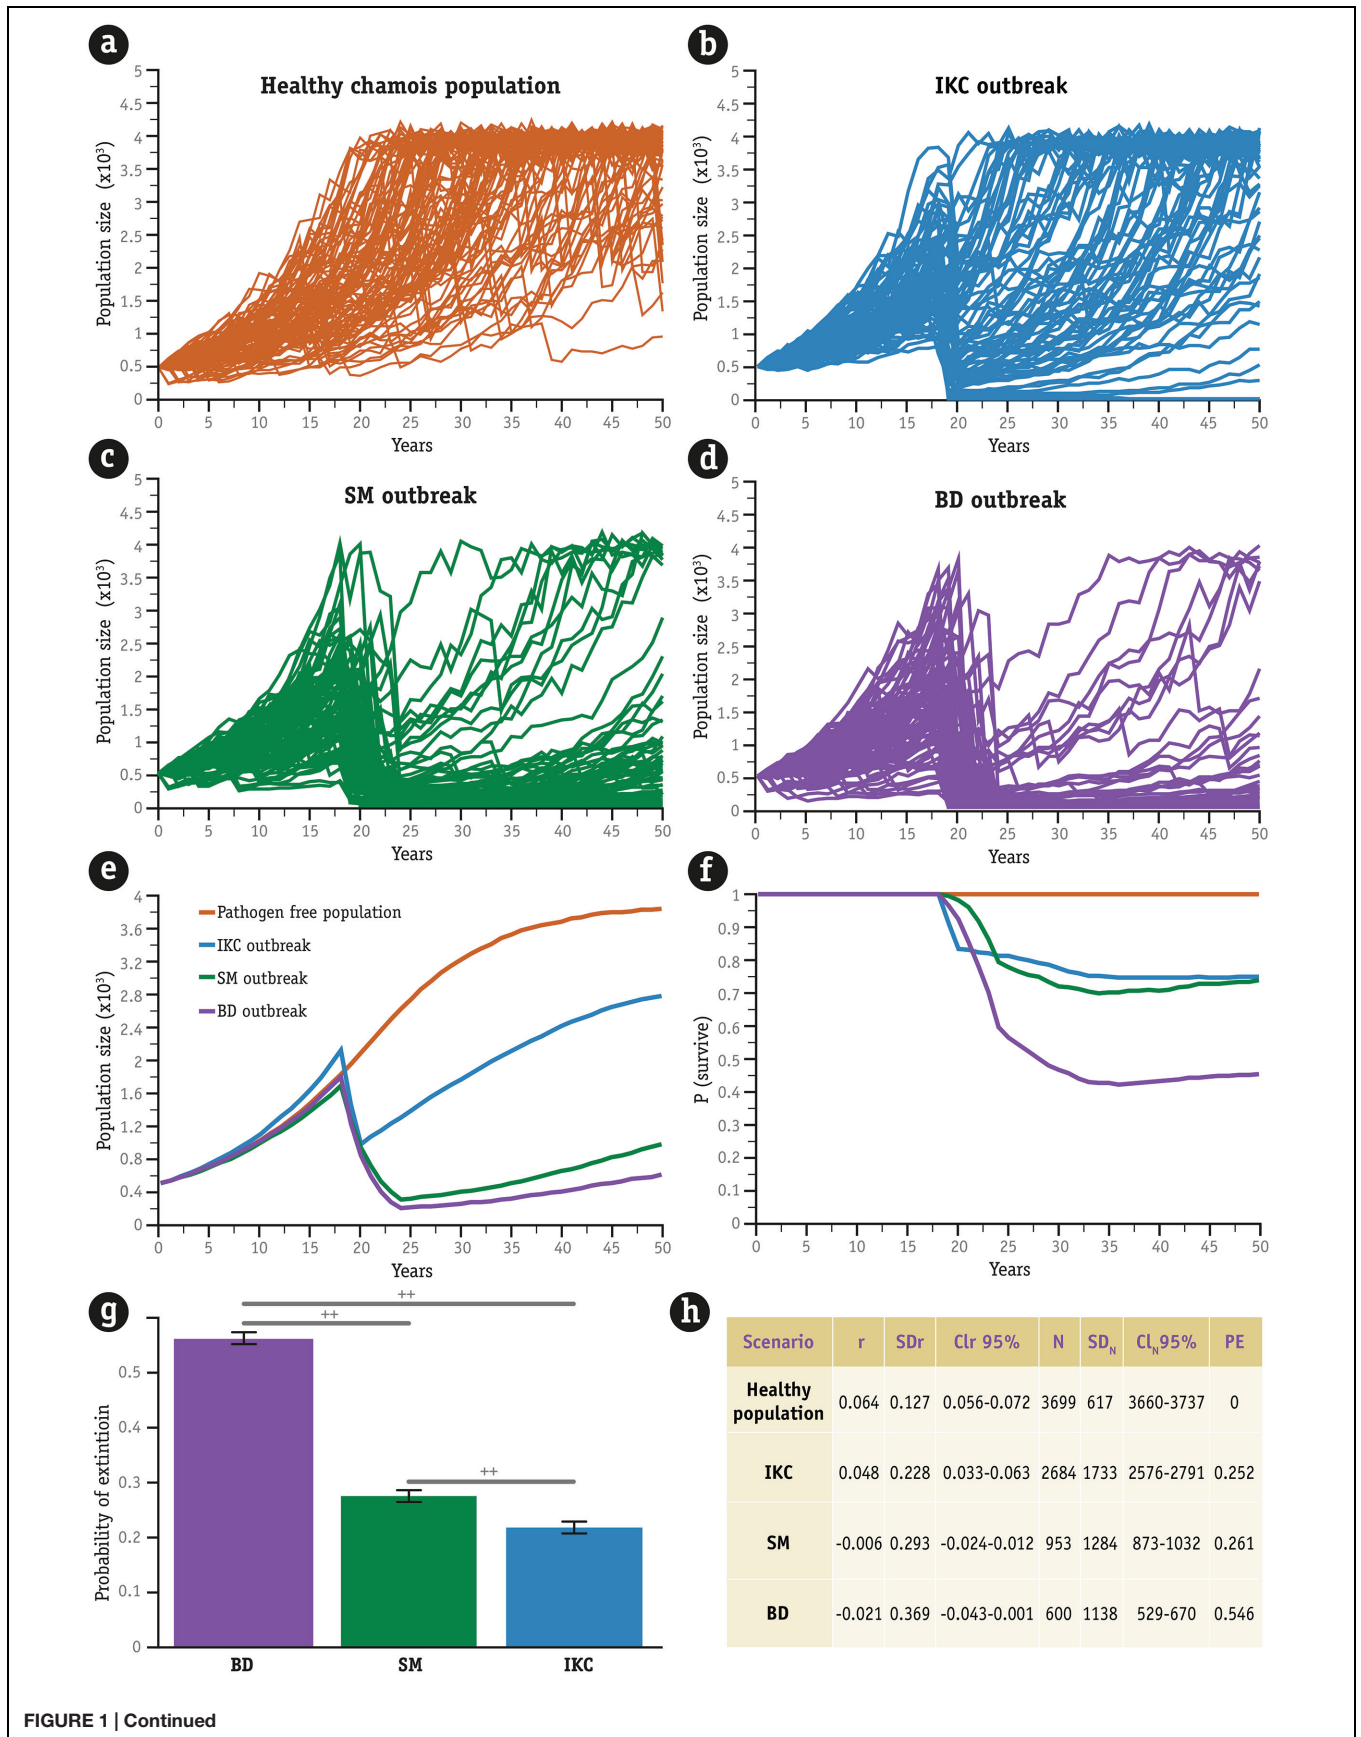 a
Healthy chamois population
Population size (x10³)
5
4.5
4
3.5
3
2.5
2
1.5
1
0.5
0
0 5 10 15 20 25 30 35 40 45 50
Years
b
IKC outbreak
Population size (x10³)
5
4.5
4
3.5
3
2.5
2
1.5
1
0.5
0
0 5 10 15 20 25 30 35 40 45 50
Years
c
SM outbreak
Population size (x10³)
5
4.5
4
3.5
3
2.5
2
1.5
1
0.5
0
0 5 10 15 20 25 30 35 40 45 50
Years
d
BD outbreak
Population size (x10³)
5
4.5
4
3.5
3
2.5
2
1.5
1
0.5
0
0 5 10 15 20 25 30 35 40 45 50
Years
e
Population size (x10³)
4
3.6
3.2
2.8
2.4
2
1.6
1.2
0.8
0.4
0
Pathogen free population
IKC outbreak
SM outbreak
BD outbreak
0 5 10 15 20 25 30 35 40 45 50
Years
f
P (survive)
1
0.9
0.8
0.7
0.6
0.5
0.4
0.3
0.2
0.1
0
0 5 10 15 20 25 30 35 40 45 50
Years
g
Probability of extintioin
0.5
0.4
0.3
0.2
0.1
0
++
++
++
BD SM IKC
h
Scenario r SDr Clr 95% N SDN ClN95% PE
Healthy
population 0.064 0.127 0.056-0.072 3699 617 3660-3737 0
IKC 0.048 0.228 0.033-0.063 2684 1733 2576-2791 0.252
SM -0.006 0.293 -0.024-0.012 953 1284 873-1032 0.261
BD -0.021 0.369 -0.043-0.001 600 1138 529-670 0.546
FIGURE 1 | Continued